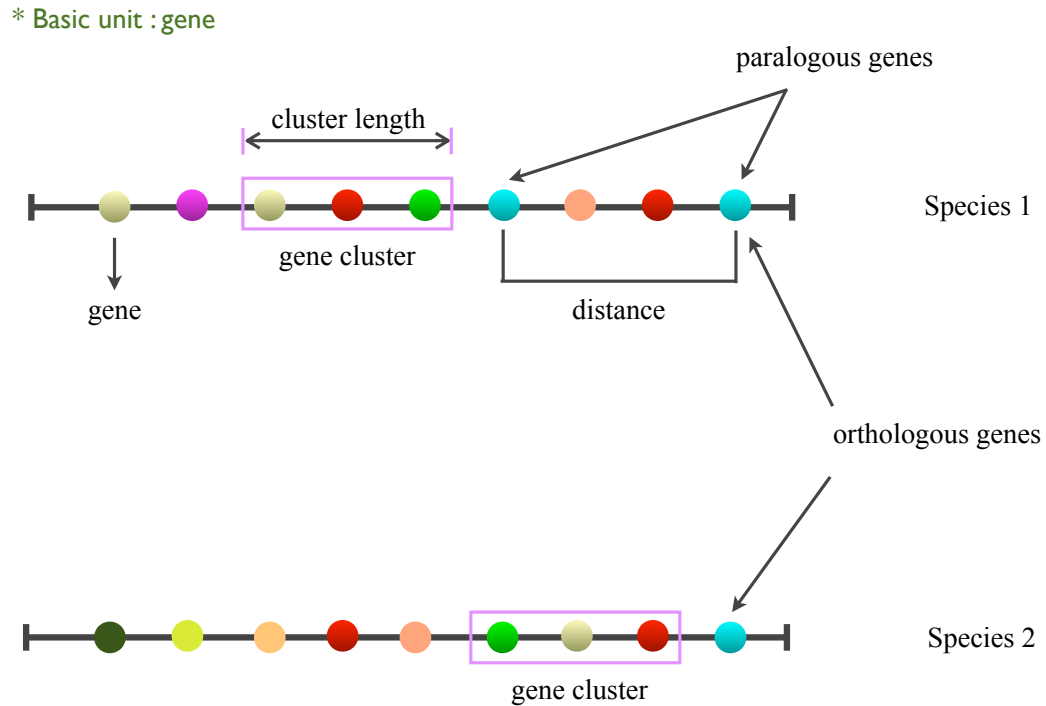 * Basic unit : gene
paralogous genes
cluster length
Species 1
gene cluster
gene
distance
orthologous genes
Species 2
gene cluster